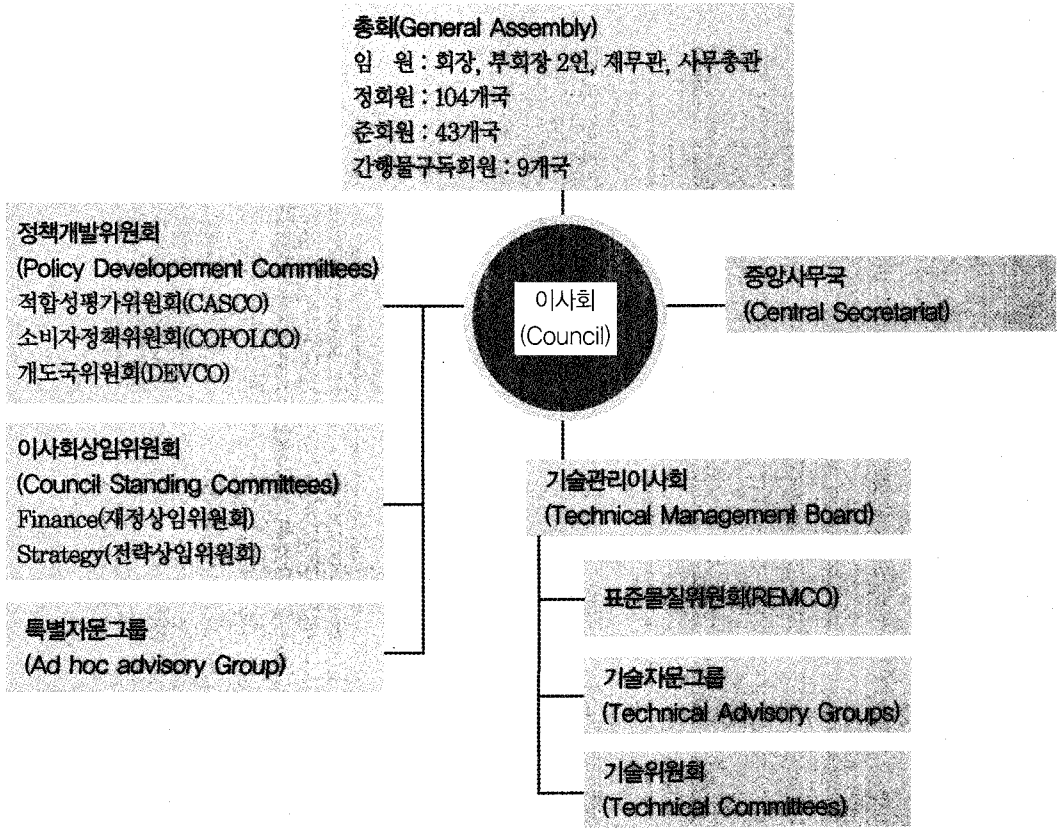 총회(General Assembly)
임 원 : 회장, 부회장 2인, 재무관, 사무총관
정회원 : 104개국
준회원 : 43개국
간행물구독회원 : 9개국
정책개발위원회
(Policy Developement Committees)
적합성평가위원회(CASCO)
소비자정책위원회(COPOLCO)
개도국위원회(DEVCO)
이사회
(Council)
중앙사무국
(Central Secretariat)
이사회상임위원회
(Council Standing Committees)
Finance(재정상임위원회)
Strategy(전략상임위원회)
특별자문그룹
(Ad hoc advisory Group)
기술관리이사회
(Technical Management Board)
표준물질위원회(REMCO)
기술자문그룹
(Technical Advisory Groups)
기술위원회
(Technical Committees)